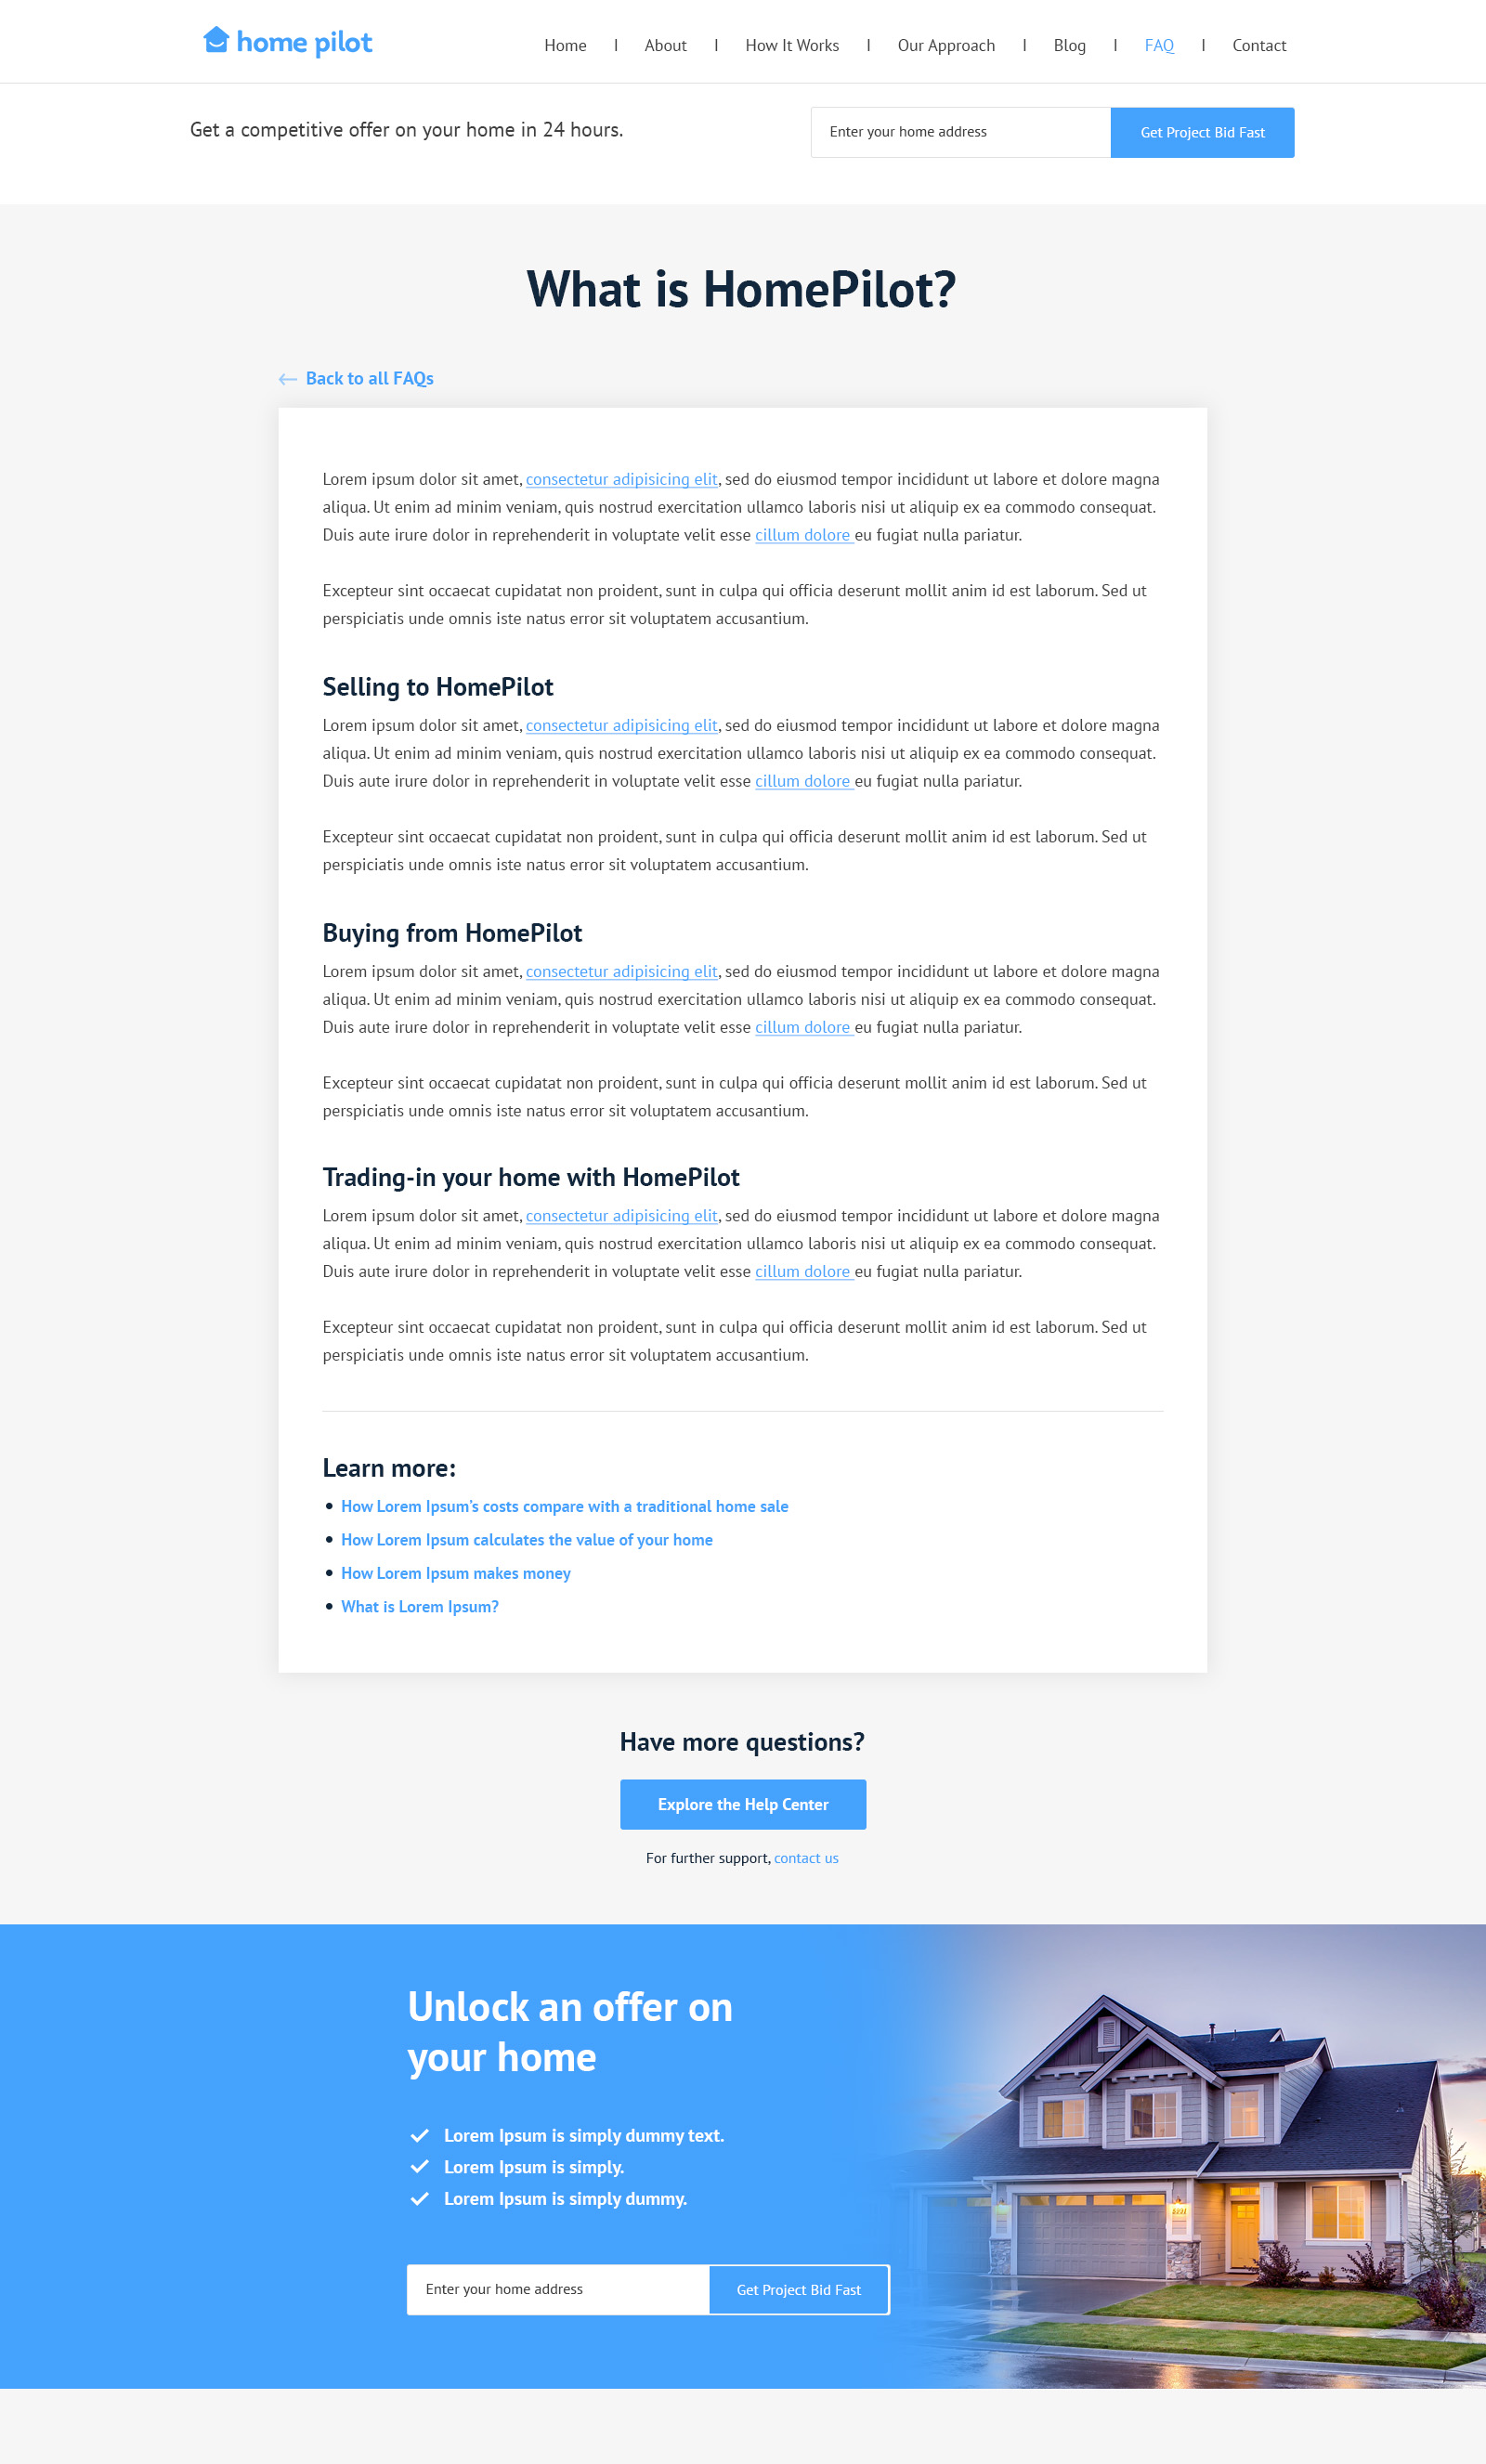 home pilot
Home I About I How It Works I Our Approach I Blog I FAQ I Contact
Get a competitive offer on your home in 24 hours.
Enter your home address
Get Project Bid Fast
What is HomePilot?
Back to all FAQs
Lorem ipsum dolor sit amet, consectetur adipisicing elit, sed do eiusmod tempor incididunt ut labore et dolore magna
aliqua. Ut enim ad minim veniam, quis nostrud exercitation ullamco laboris nisi ut aliquip ex ea commodo consequat.
Duis aute irure dolor in reprehenderit in voluptate velit esse cillum dolore eu fugiat nulla pariatur.
Excepteur sint occaecat cupidatat non proident, sunt in culpa qui officia deserunt mollit anim id est laborum. Sed ut
perspiciatis unde omnis iste natus error sit voluptatem accusantium.
Selling to HomePilot
Lorem ipsum dolor sit amet, consectetur adipisicing elit, sed do eiusmod tempor incididunt ut labore et dolore magna
aliqua. Ut enim ad minim veniam, quis nostrud exercitation ullamco laboris nisi ut aliquip ex ea commodo consequat.
Duis aute irure dolor in reprehenderit in voluptate velit esse cillum dolore eu fugiat nulla pariatur.
Excepteur sint occaecat cupidatat non proident, sunt in culpa qui officia deserunt mollit anim id est laborum. Sed ut
perspiciatis unde omnis iste natus error sit voluptatem accusantium.
Buying from HomePilot
Lorem ipsum dolor sit amet, consectetur adipisicing elit, sed do eiusmod tempor incididunt ut labore et dolore magna
aliqua. Ut enim ad minim veniam, quis nostrud exercitation ullamco laboris nisi ut aliquip ex ea commodo consequat.
Duis aute irure dolor in reprehenderit in voluptate velit esse cillum dolore eu fugiat nulla pariatur.
Excepteur sint occaecat cupidatat non proident, sunt in culpa qui officia deserunt mollit anim id est laborum. Sed ut
perspiciatis unde omnis iste natus error sit voluptatem accusantium.
Trading-in your home with HomePilot
Lorem ipsum dolor sit amet, consectetur adipisicing elit, sed do eiusmod tempor incididunt ut labore et dolore magna
aliqua. Ut enim ad minim veniam, quis nostrud exercitation ullamco laboris nisi ut aliquip ex ea commodo consequat.
Duis aute irure dolor in reprehenderit in voluptate velit esse cillum dolore eu fugiat nulla pariatur.
Excepteur sint occaecat cupidatat non proident, sunt in culpa qui officia deserunt mollit anim id est laborum. Sed ut
perspiciatis unde omnis iste natus error sit voluptatem accusantium.
Learn more:
• How Lorem Ipsum's costs compare with a traditional home sale
• How Lorem Ipsum calculates the value of your home
• How Lorem Ipsum makes money
• What is Lorem Ipsum?
Have more questions?
Explore the Help Center
For further support, contact us
Unlock an offer on
your home
Lorem Ipsum is simply dummy text.
Lorem Ipsum is simply.
Lorem Ipsum is simply dummy.
Enter your home address
Get Project Bid Fast